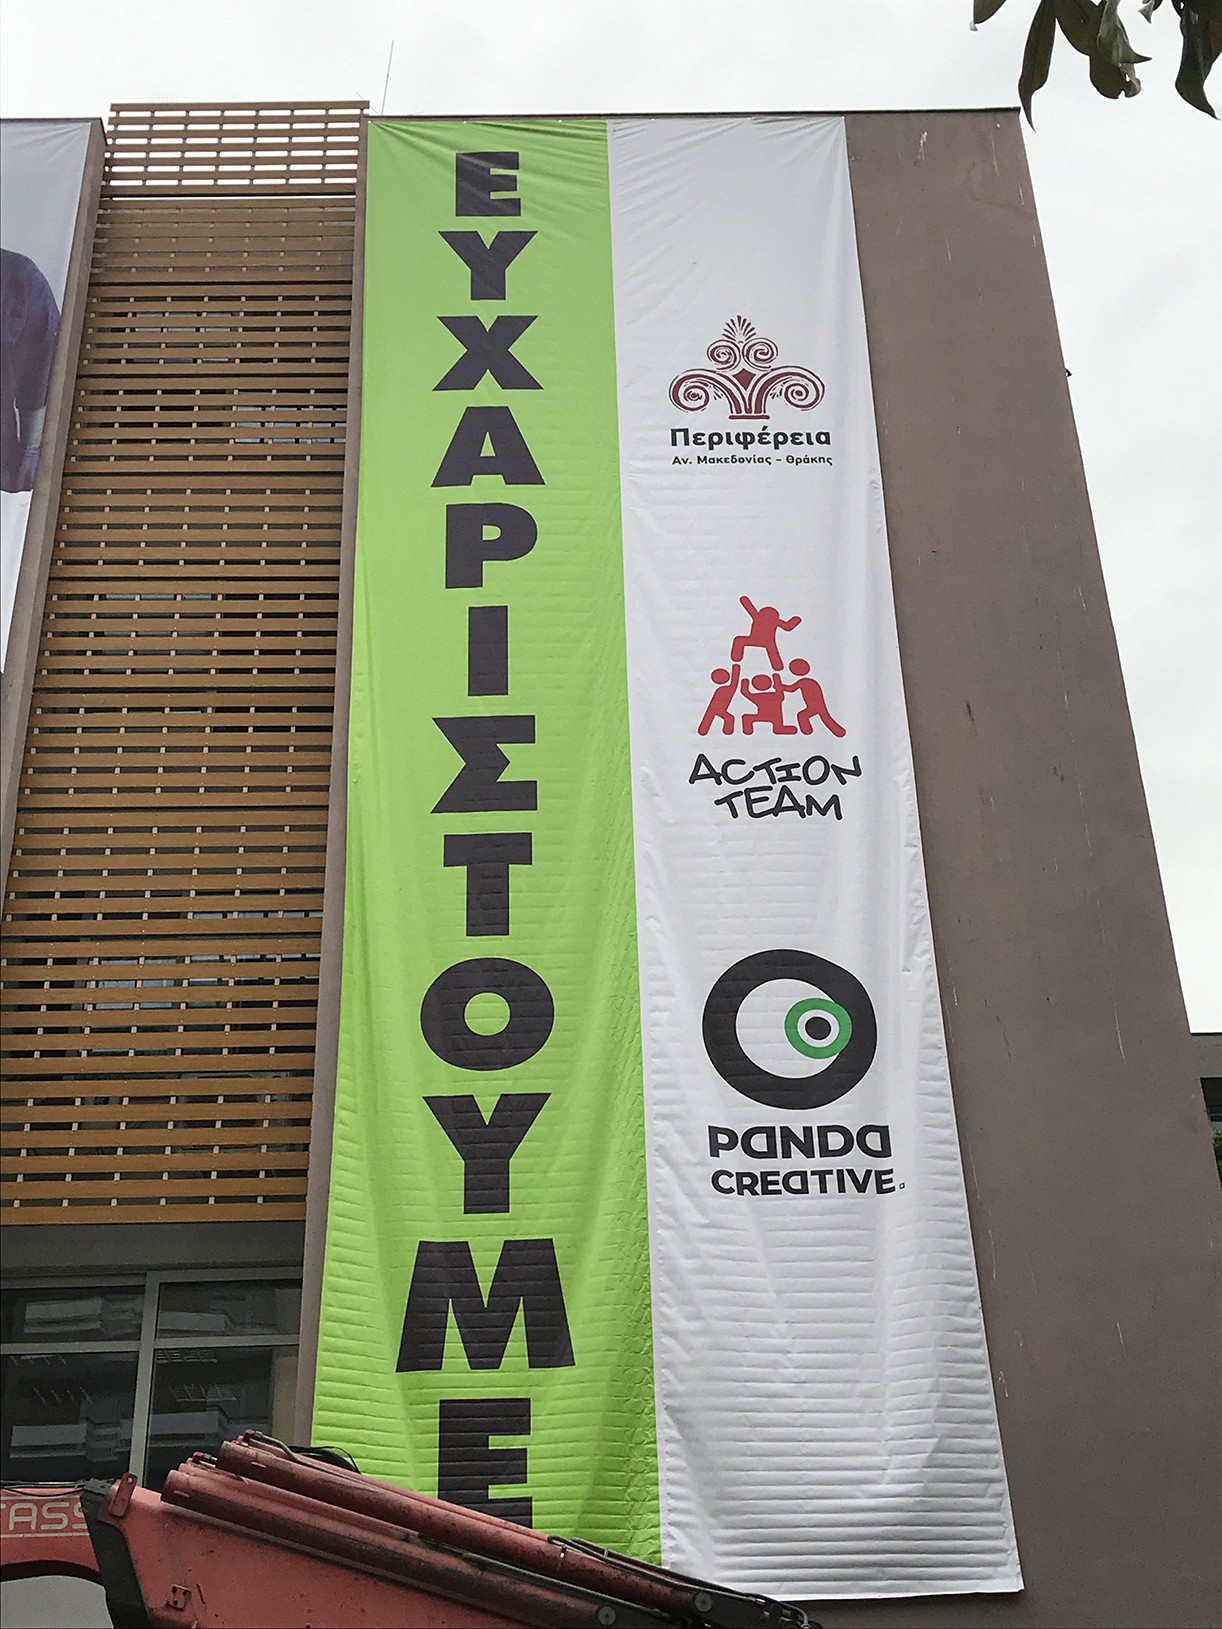 ΕΥΧΑΡΙΣΤΟΥΜΕ
Περιφέρεια
Αν. Μακεδονίας - Θράκης
ACTION
TEAM
PANDA
CREATIVE